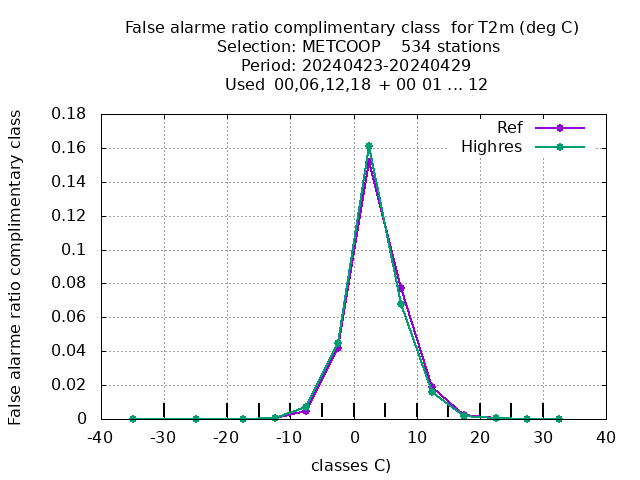 False alarme ratio complimentary class  for T2m (deg C)
Selection: METCOOP    534 stations
Period: 20240423-20240429
Used  00,06,12,18  + 00 01 ... 12
False alarme ratio complimentary class
0.18
0.16
0.14
0.12
0.1
0.08
0.06
0.04
0.02
0
Ref
Highres
-40 -30 -20 -10 0 10 20 30 40
classes C)